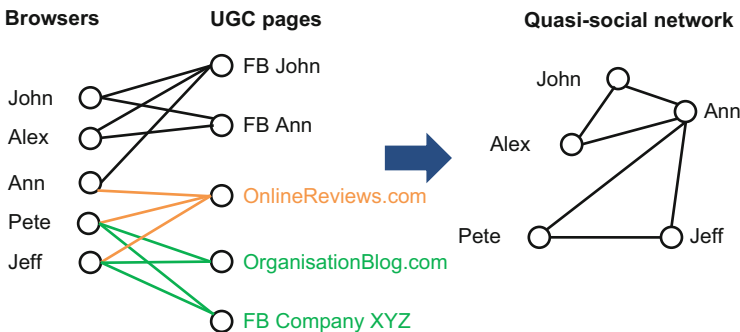 Browsers
UGC pages
Quasi-social network
John
Alex
Ann
Pete
Jeff
FB John
FB Ann
OnlineReviews.com
OrganisationBlog.com
FB Company XYZ
John
Ann
Alex
Pete
Jeff